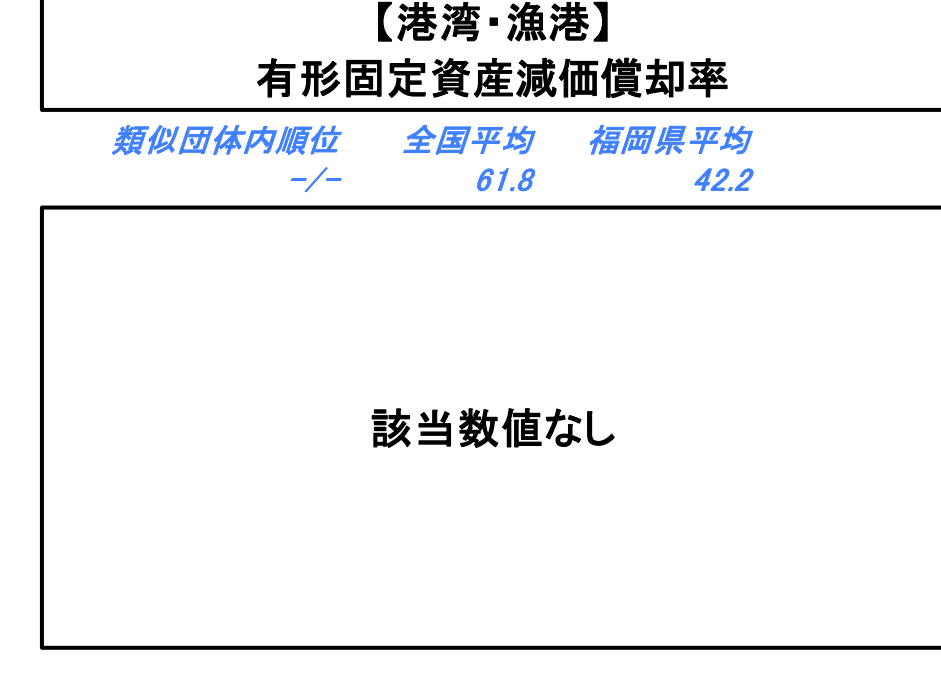 【港湾・漁港】
有形固定資産減価償却率
類似団体内順位 全国平均 福岡県平均
-/- 61.8 42.2
該当数値なし